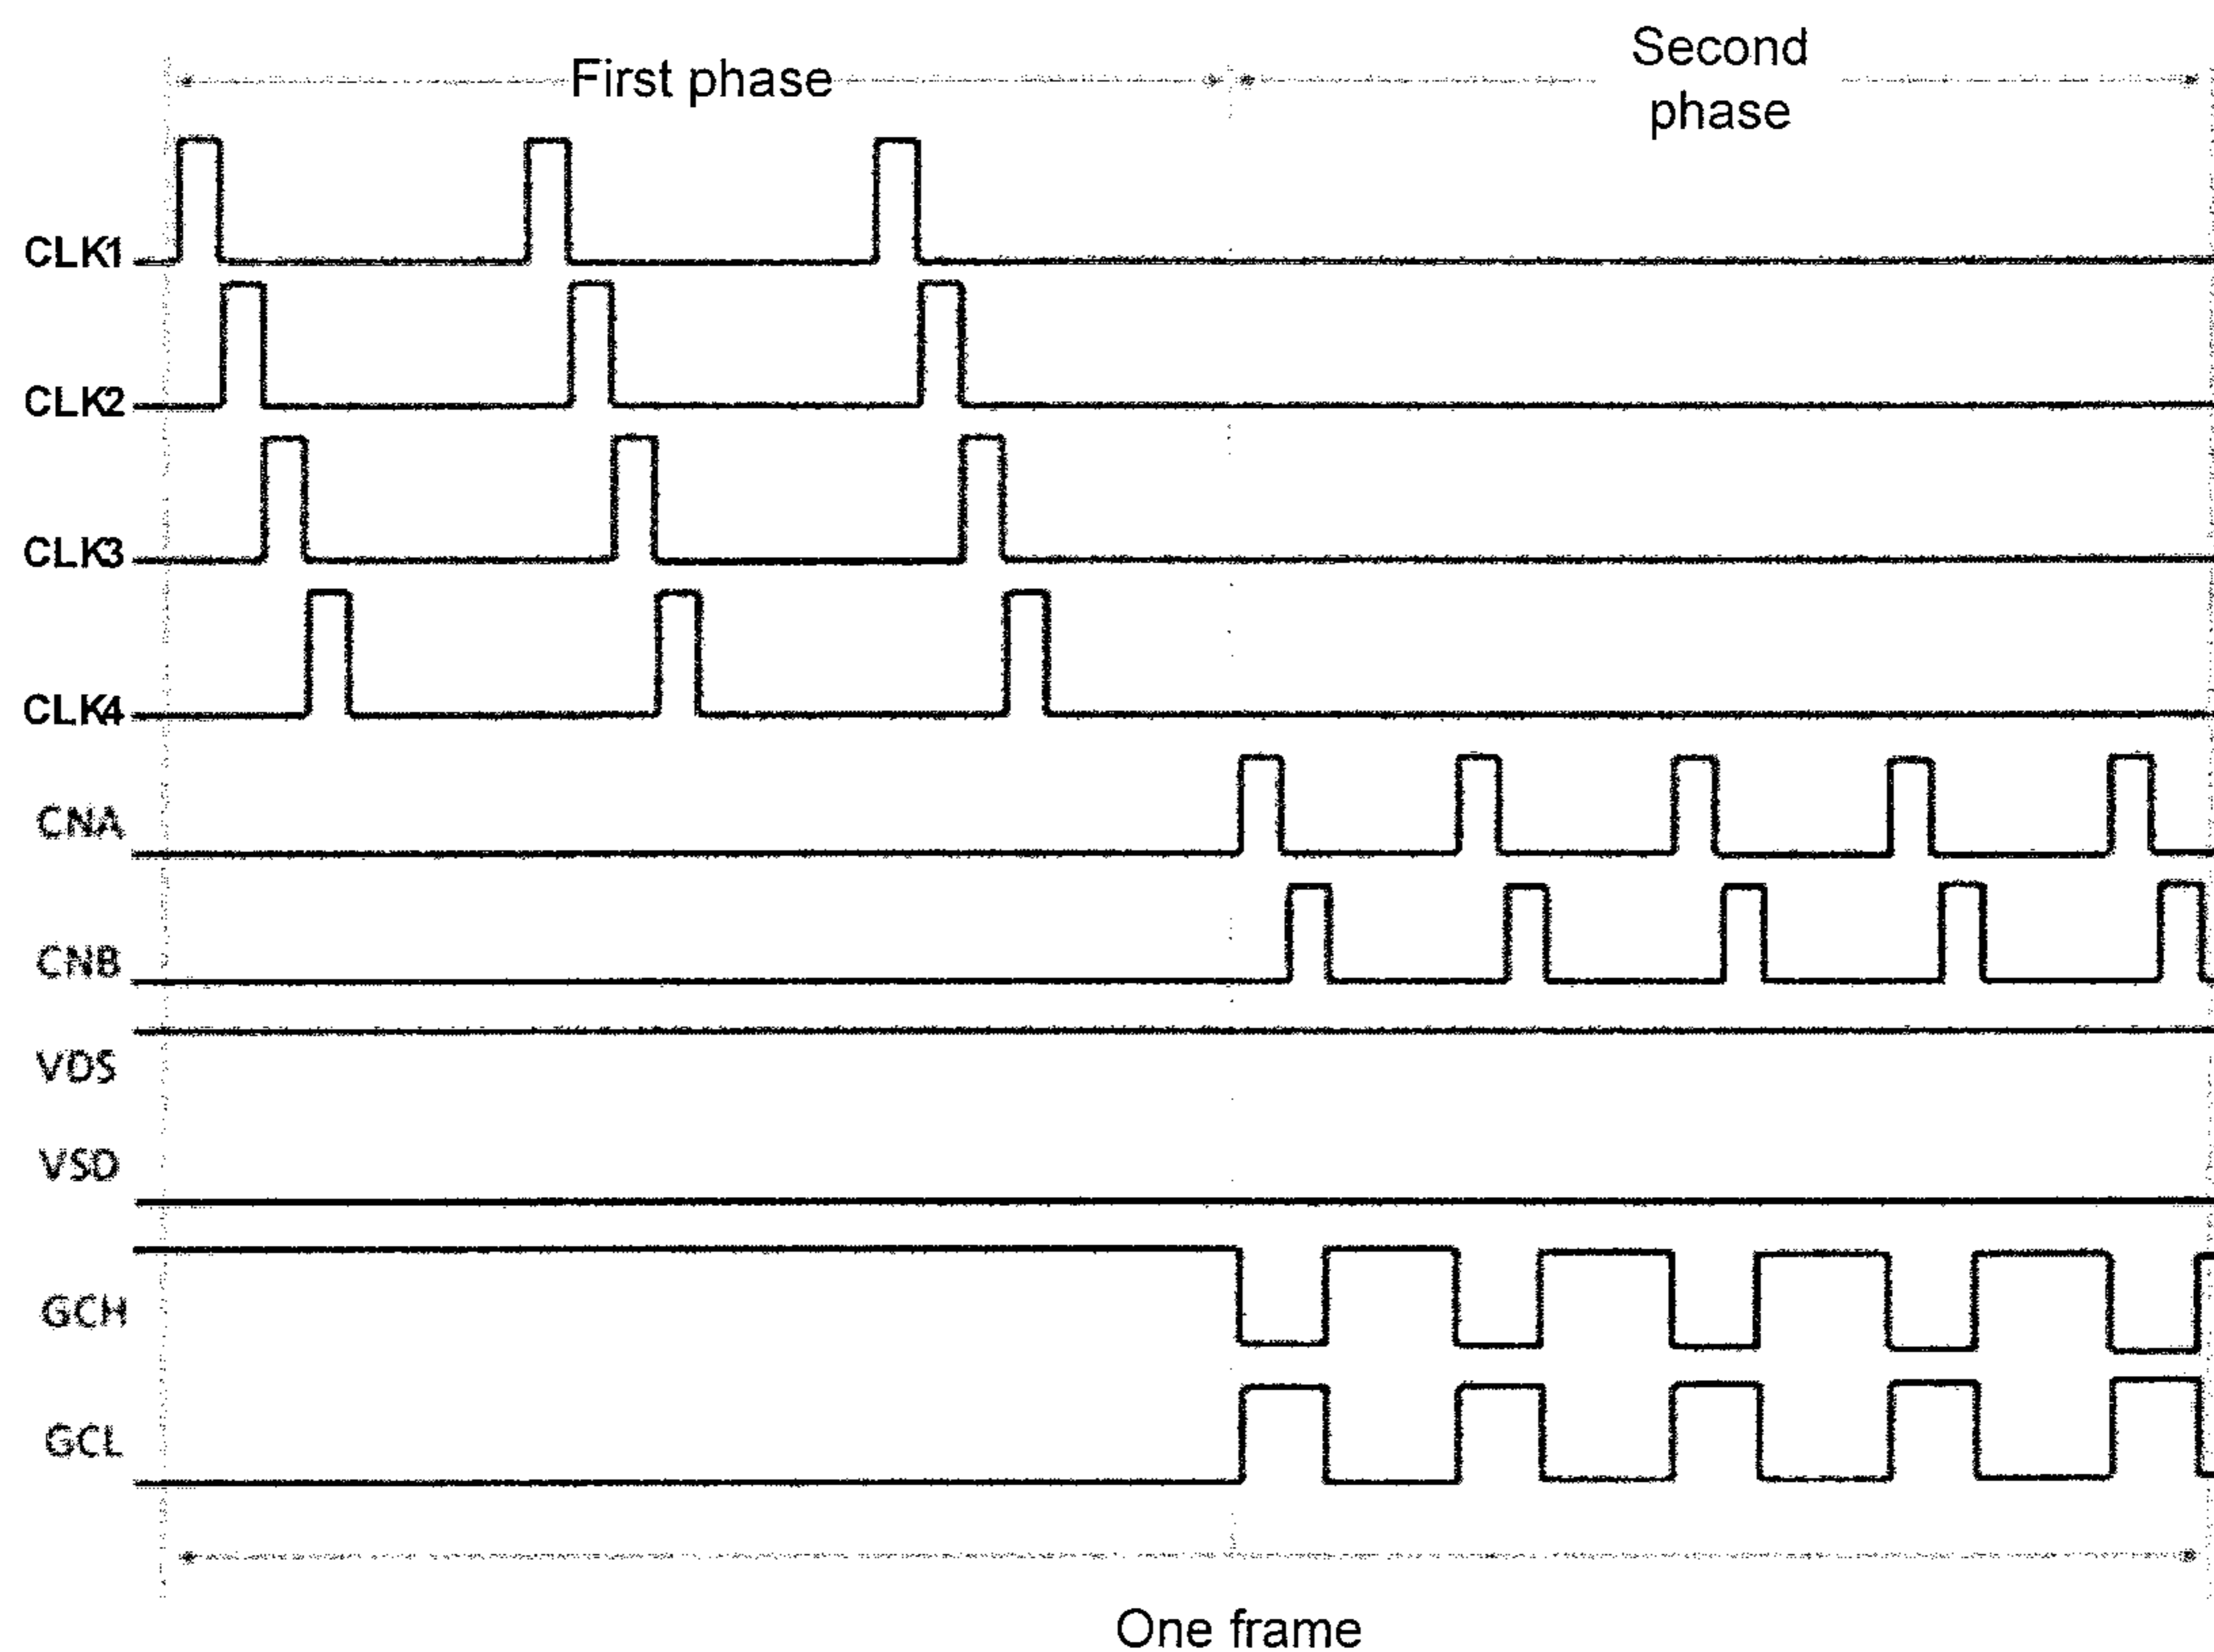 First phase
Second
phase
CLK1
CLK2
CLK3
CLK4
CNA
CNB
VDS
VSD
GCH
GCL
One frame